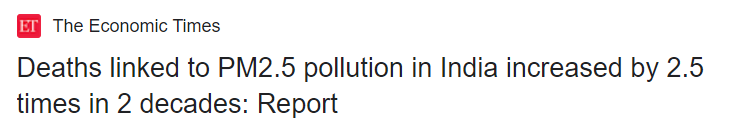 ET The Economic Times
Deaths linked to PM2.5 pollution in India increased by 2.5
times in 2 decades: Report